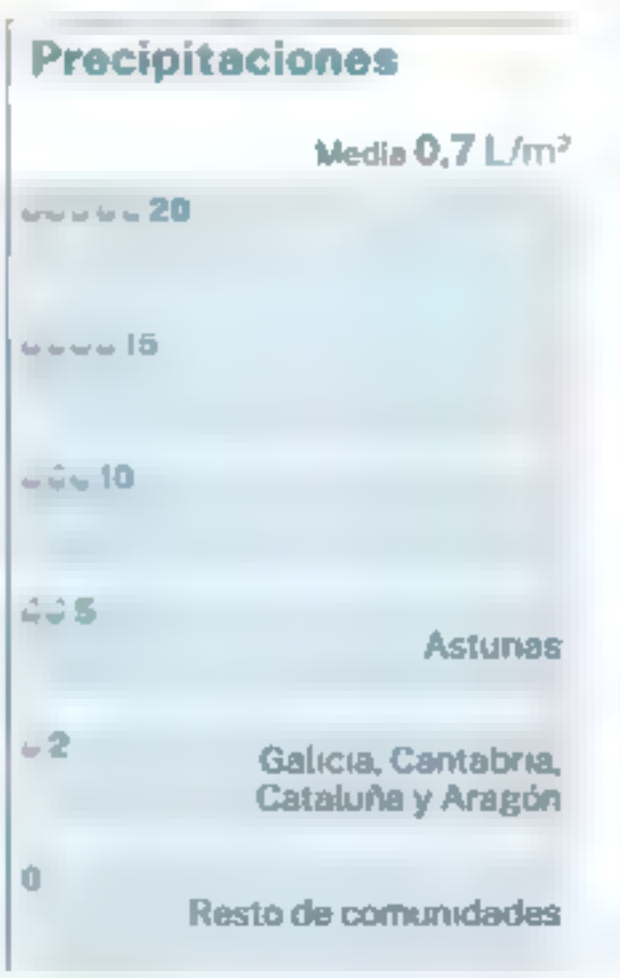 Precipitaciones
Media 0,7 L/m²
20
15
10
5
Asturias
2
Galicia, Cantabria,
Cataluña y Aragón
0
Resto de comunidades